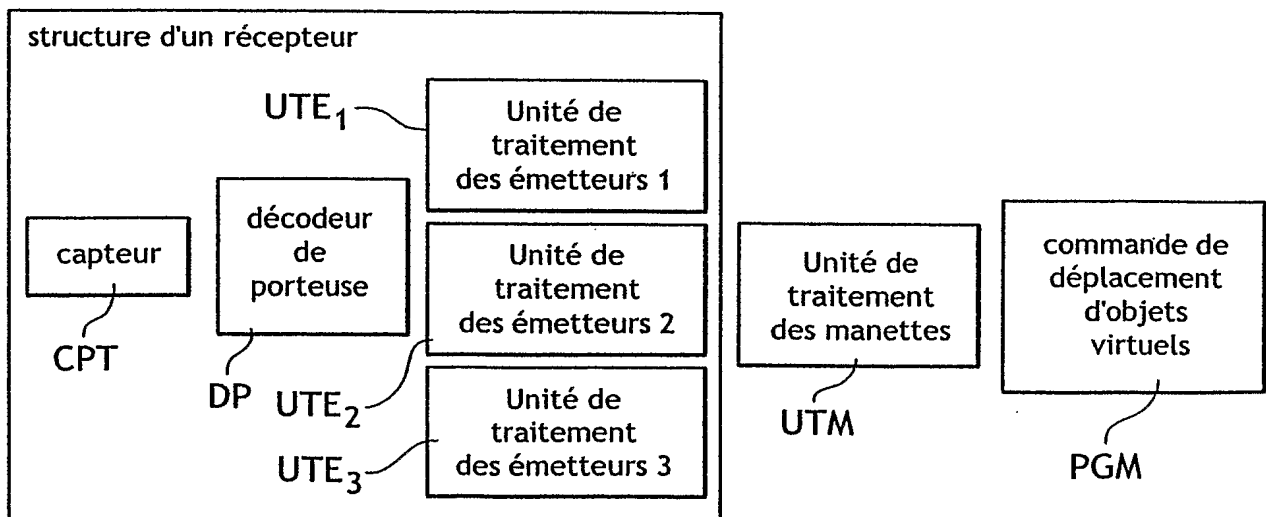 structure d'un récepteur
UTE1
Unité de
traitement
des émetteurs 1
capteur
CPT
décodeur
de
porteuse
DP
UTE2
Unité de
traitement
des émetteurs 2
UTE3
Unité de
traitement
des émetteurs 3
Unité de
traitement
des manettes
UTM
commande de
déplacement
d'objets
virtuels
PGM